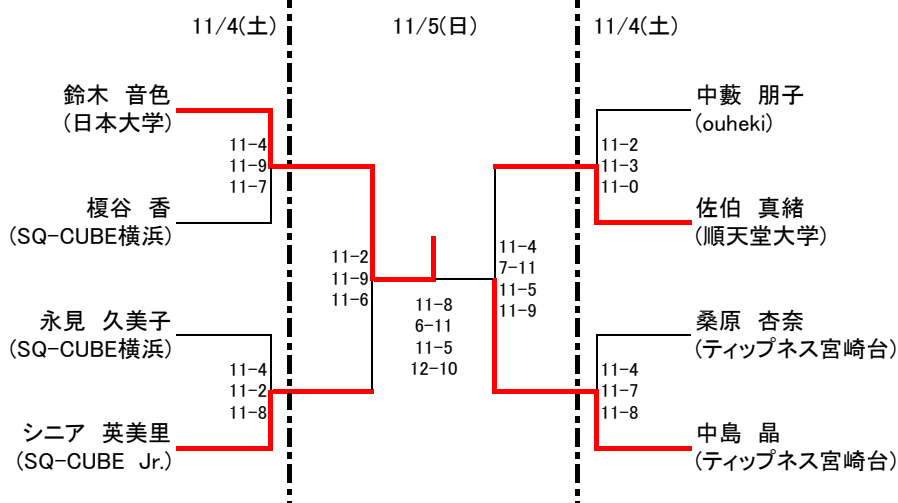 11/4(土)
11/5(日)
11/4(土)
鈴木　音色
(日本大学)
11-4
11-9
11-7
榎谷　香
(SQ-CUBE横浜)
11-2
11-9
11-6
永見　久美子
(SQ-CUBE横浜)
11-4
11-2
11-8
シニア　英美里
(SQ-CUBE Jr.)
11-8
6-11
11-5
12-10
中藪　朋子
(ouheki)
11-2
11-3
11-0
佐伯　真緒
(順天堂大学)
11-4
7-11
11-5
11-9
桑原　杏奈
(ティップネス宮崎台)
11-4
11-7
11-8
中島　晶
(ティップネス宮崎台)